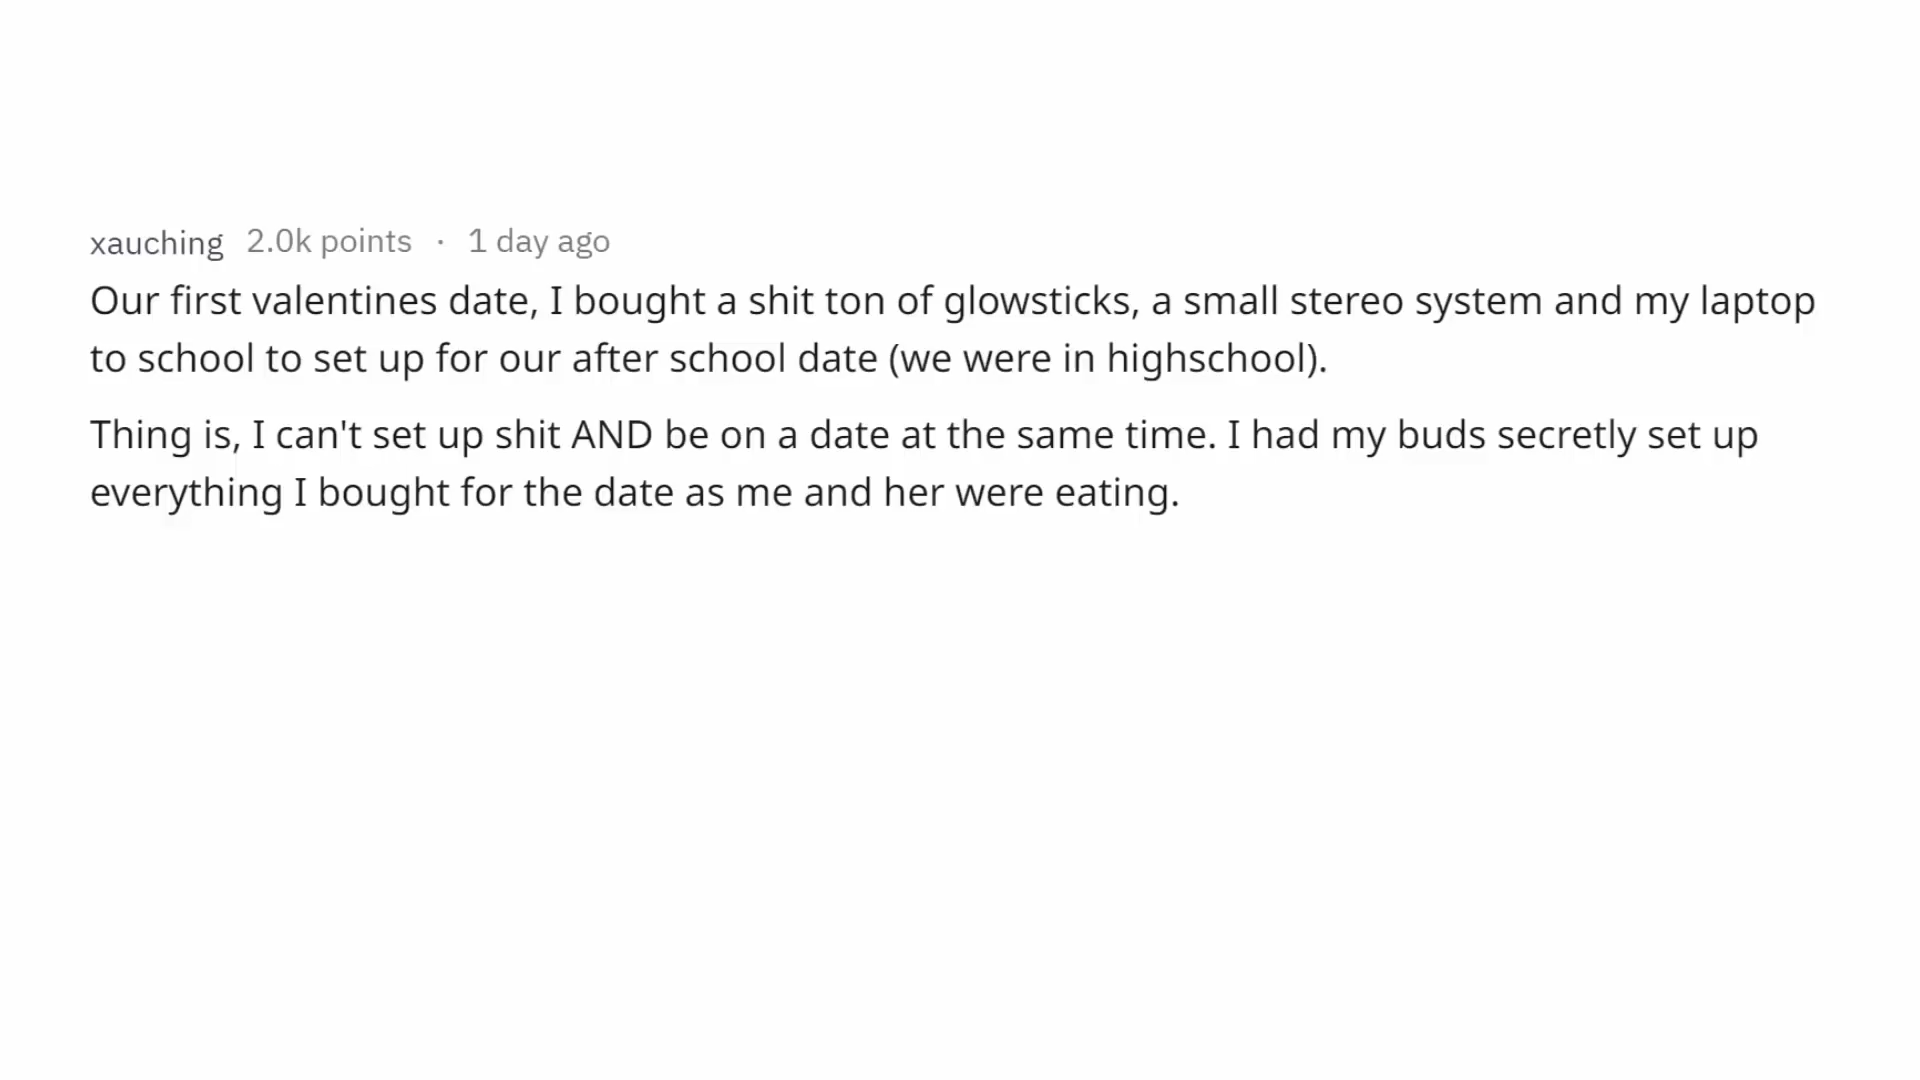 xauching 2.0k points · 1 day ago
Our first valentines date, I bought a shit ton of glowsticks, a small stereo system and my laptop
to school to set up for our after school date (we were in highschool).
Thing is, I can't set up shit AND be on a date at the same time. I had my buds secretly set up
everything I bought for the date as me and her were eating.